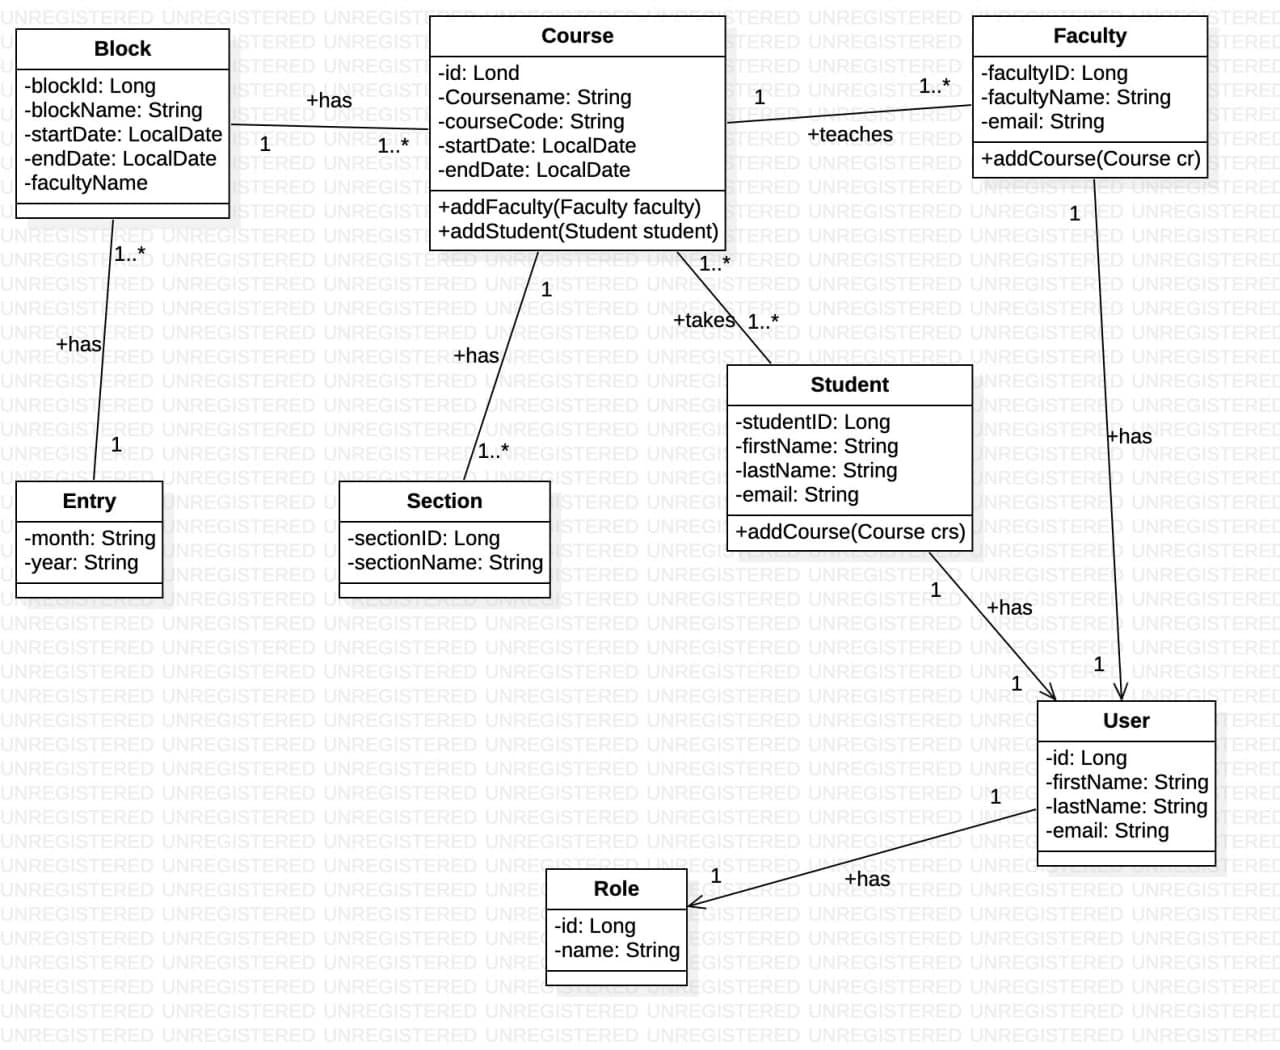 Block
-blockId: Long
-blockName: String
-startDate: LocalDate
-endDate: LocalDate
-facultyName
+has
1
1..*
Course
-id: Lond
-Coursename: String
-courseCode: String
-startDate: LocalDate
-endDate: LocalDate
+addFaculty(Faculty faculty)
+addStudent(Student student)
1
1..*
+teaches
Faculty
-facultyID: Long
-facultyName: String
-email: String
+addCourse(Course cr)
1..*
+has
1
Entry
-month: String
-year: String
1
+has
1..*
Section
-sectionID: Long
-sectionName: String
1..*
+takes
1..*
Student
-studentID: Long
-firstName: String
-lastName: String
-email: String
+addCourse(Course crs)
1
+has
1
1
+has
1
User
-id: Long
-firstName: String
-lastName: String
-email: String
1
+has
1
Role
-id: Long
-name: String
UNREGISTERED